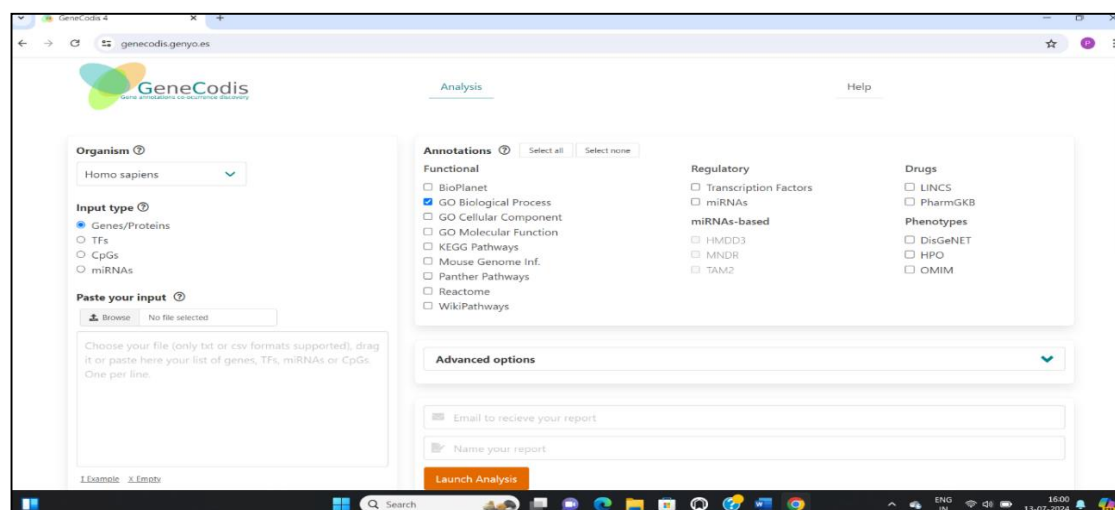 GeneCodis 4
genecodis.genyo.es
P
GeneCodis
Gene annotations co-ocurrence discovery
Analysis
Help
Organism
Homo sapiens
Input type
Genes/Proteins
TFs
CpGs
miRNAs
Paste your input
Browse No file selected
Choose your file (only txt or csv formats supported), drag
it or paste here your list of genes, TFs, miRNAs or CpGs.
One per line.
Example X Empty
Annotations Select all Select none
Functional
BioPlanet
GO Biological Process
GO Cellular Component
GO Molecular Function
KEGG Pathways
Mouse Genome Inf.
Panther Pathways
Reactome
WikiPathways
Regulatory
Transcription Factors
miRNAs
miRNAs-based
HMDD3
MNDR
TAM2
Drugs
LINCS
PharmGKB
Phenotypes
DisGeNET
HPO
OMIM
Advanced options
Email to recieve your report
Name your report
Launch Analysis
Search
ENG
IN
16:00
13-07-2024